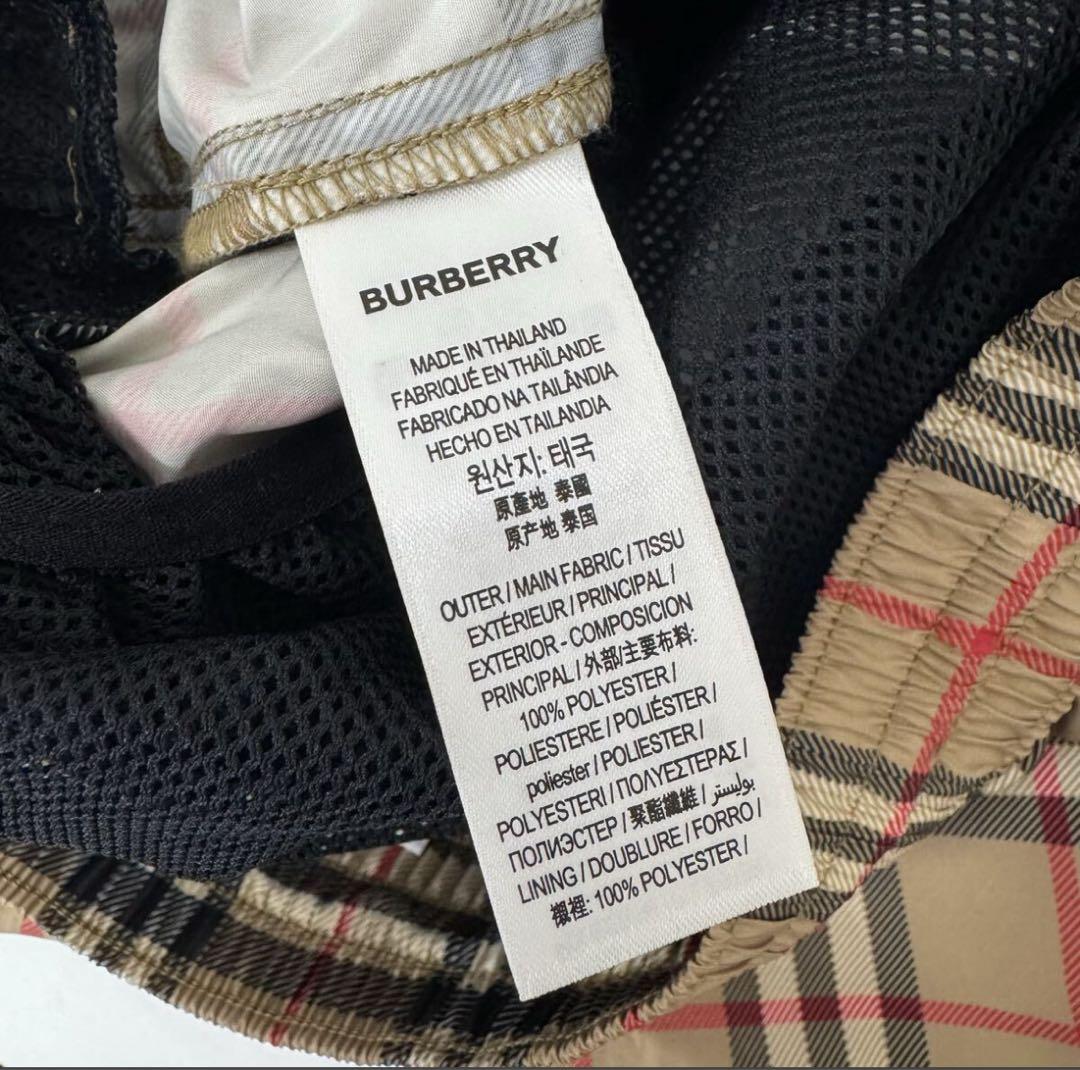 BURBERRY
MADE IN THAILAND
FABRIQUÉ EN THAÏLANDE
FABRICADO NA TAILÂNDIA
HECHO EN TAILANDIA
원산지: 태국
原產地 泰國
原产地 泰国
OUTER / MAIN FABRIC / TISSU
EXTÉRIEUR / PRINCIPAL /
EXTERIOR - COMPOSICION
PRINCIPAL / 外部/主要布料:
100% POLYESTER /
POLIESTERE / POLIÉSTER /
poliester / POLIESTER /
POLYESTERI / ΠΟΛΥΕΣΤΕΡΑΣ /
ПОЛИЭСТЕР / 聚酯纖維 / بوليستر /
LINING / DOUBLURE / FORRO /
襯裡: 100% POLYESTER /